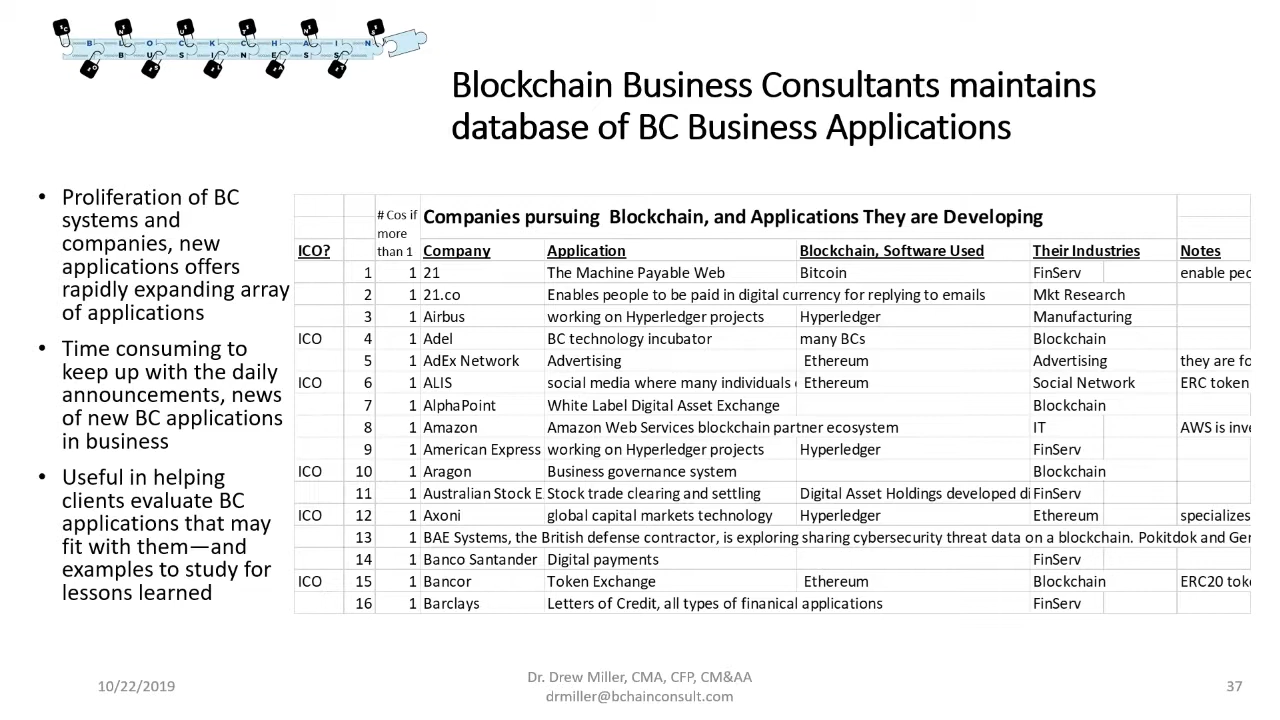 B L O C K C H A I N
B U S I N E S S
Blockchain Business Consultants maintains
database of BC Business Applications
• Proliferation of BC
systems and
companies, new
applications offers
rapidly expanding array
of applications
• Time consuming to
keep up with the daily
announcements, news
of new BC applications
in business
• Useful in helping
clients evaluate BC
applications that may
fit with them—and
examples to study for
lessons learned
# Cos if
more
than 1
Companies pursuing Blockchain, and Applications They are Developing
ICO? Company Application Blockchain, Software Used Their Industries Notes
1 1 21 The Machine Payable Web Bitcoin FinServ enable pec
2 1 21.co Enables people to be paid in digital currency for replying to emails Mkt Research
3 1 Airbus working on Hyperledger projects Hyperledger Manufacturing
ICO 4 1 Adel BC technology incubator many BCs Blockchain
5 1 AdEx Network Advertising Ethereum Advertising they are fo
ICO 6 1 ALIS social media where many individuals Ethereum Social Network ERC token
7 1 AlphaPoint White Label Digital Asset Exchange Blockchain
8 1 Amazon Amazon Web Services blockchain partner ecosystem IT AWS is inve
9 1 American Express working on Hyperledger projects Hyperledger FinServ
ICO 10 1 Aragon Business governance system Blockchain
11 1 Australian Stock E Stock trade clearing and settling Digital Asset Holdings developed di FinServ
ICO 12 1 Axoni global capital markets technology Hyperledger Ethereum specializes
13 1 BAE Systems, the British defense contractor, is exploring sharing cybersecurity threat data on a blockchain. Pokitdok and Ger
14 1 Banco Santander Digital payments FinServ
ICO 15 1 Bancor Token Exchange Ethereum Blockchain ERC20 toke
16 1 Barclays Letters of Credit, all types of finanical applications FinServ
10/22/2019
Dr. Drew Miller, CMA, CFP, CM&AA
drmiller@bchainconsult.com
37